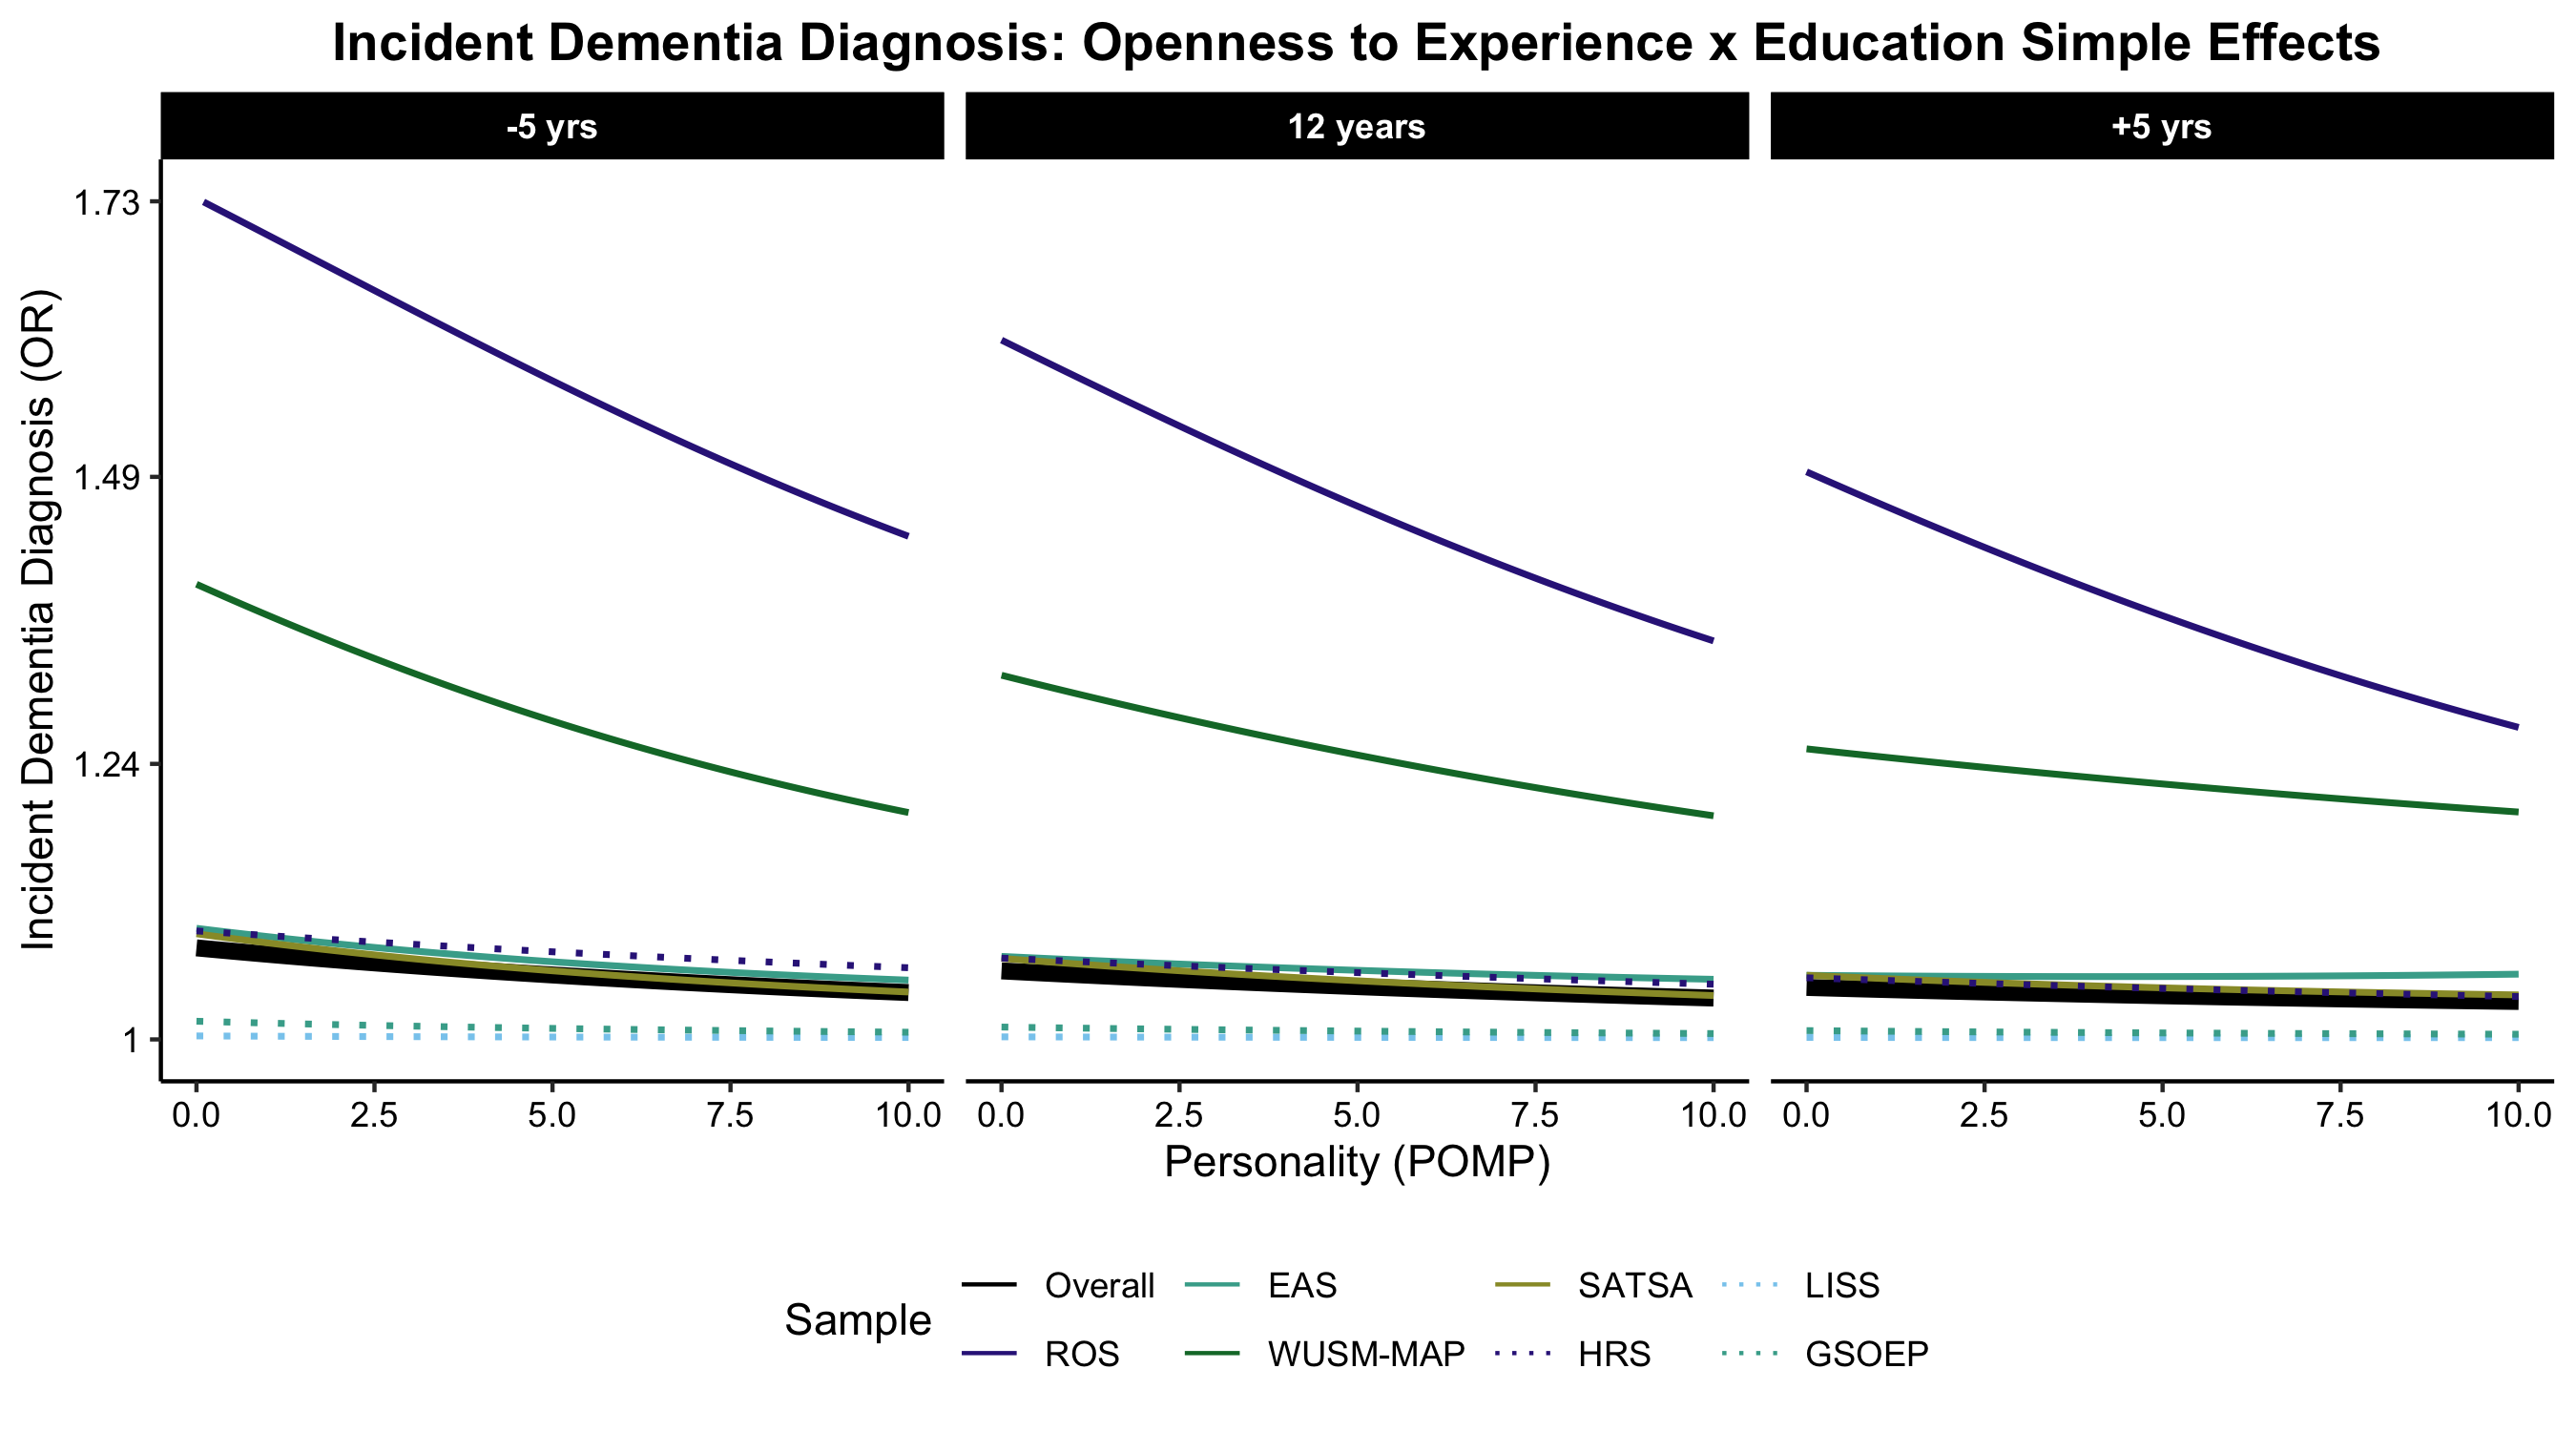 Incident Dementia Diagnosis: Openness to Experience x Education Simple Effects
-5 yrs
12 years
+5 yrs
Incident Dementia Diagnosis (OR)
1.73
1.49
1.24
1
0.0 2.5 5.0 7.5 10.0
0.0 2.5 5.0 7.5 10.0
0.0 2.5 5.0 7.5 10.0
Personality (POMP)
Sample
Overall EAS SATSA LISS
ROS WUSM-MAP HRS GSOEP